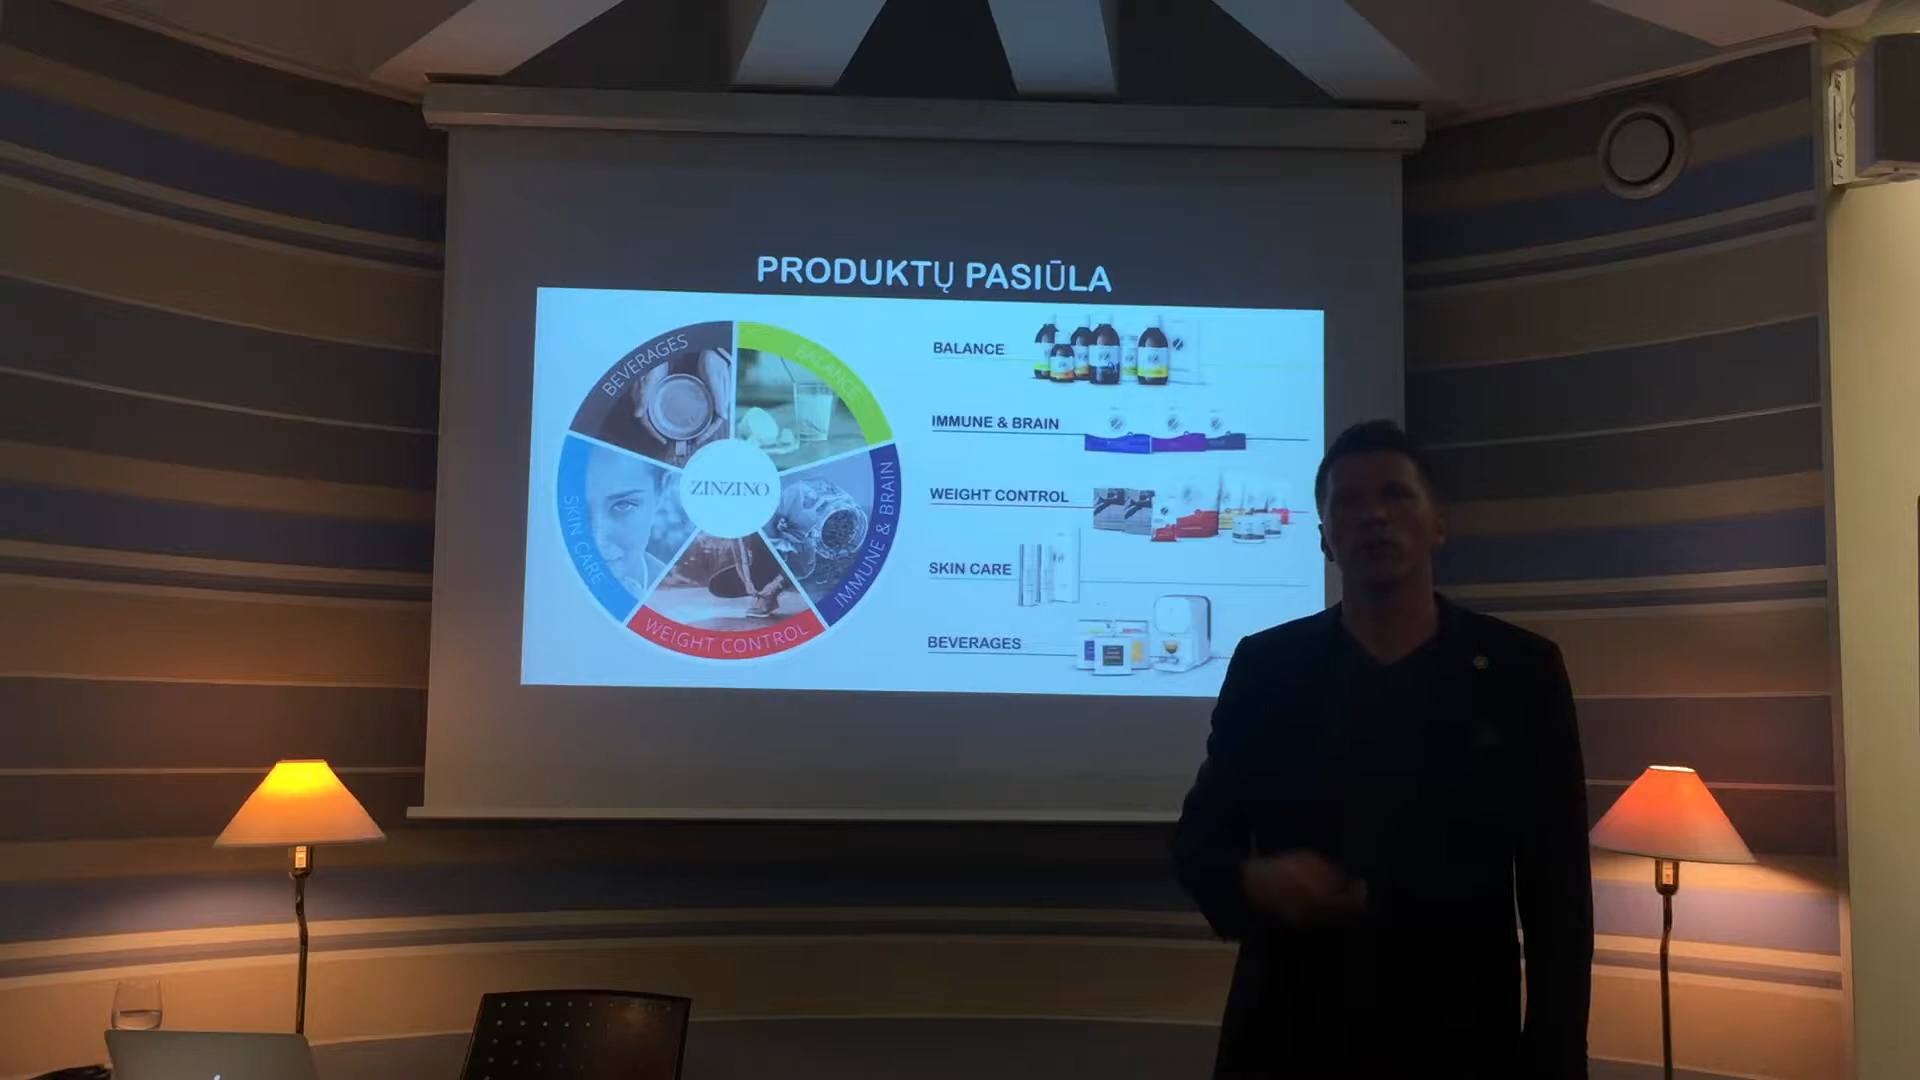 PRODUKTŲ PASIŪLA
BEVERAGES
BALANCE
SKIN CARE
ZINZINO
IMMUNE & BRAIN
WEIGHT CONTROL
BALANCE
IMMUNE & BRAIN
WEIGHT CONTROL
SKIN CARE
BEVERAGES